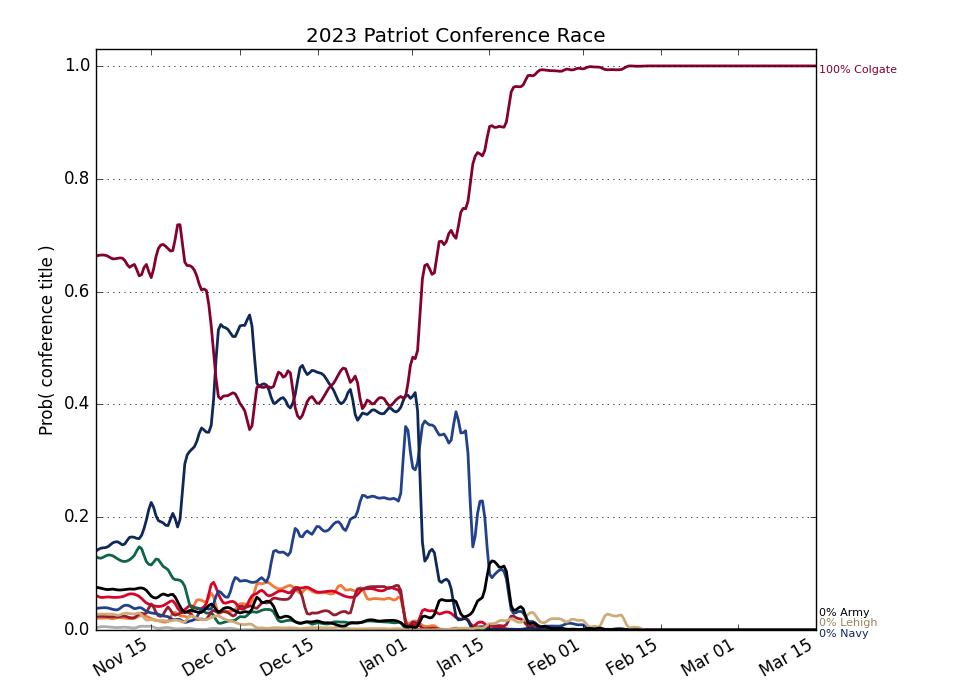 2023 Patriot Conference Race
Prob( conference title )
1.0
0.8
0.6
0.4
0.2
0.0
100% Colgate
0% Army
0% Lehigh
0% Navy
Nov 15
Dec 01
Dec 15
Jan 01
Jan 15
Feb 01
Feb 15
Mar 01
Mar 15